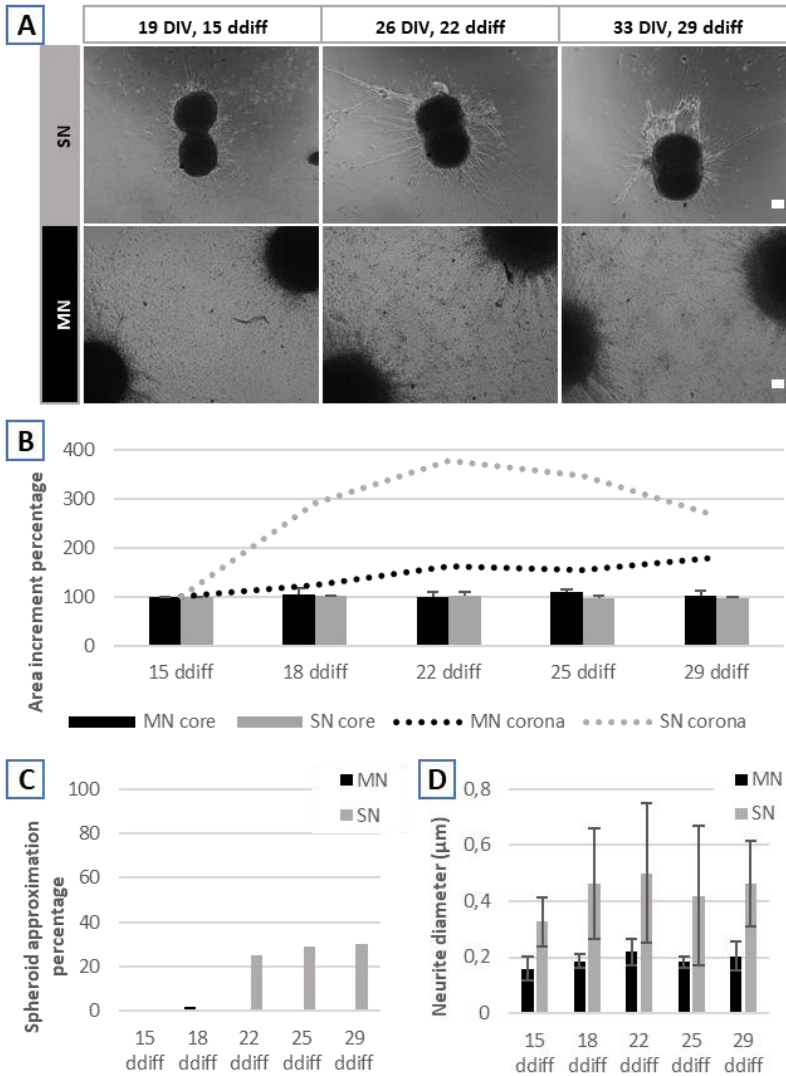 A
19 DIV, 15 ddiff
26 DIV, 22 ddiff
33 DIV, 29 ddiff
SN
MN
B
Area increment percentage
400
300
200
100
0
15 ddiff
18 ddiff
22 ddiff
25 ddiff
29 ddiff
MN core
SN core
MN corona
SN corona
C
Spheroid approximation
percentage
100
80
60
40
20
0
MN
SN
15
ddiff
18
ddiff
22
ddiff
25
ddiff
29
ddiff
D
Neurite diameter (μm)
0,8
0,6
0,4
0,2
0
MN
SN
15
ddiff
18
ddiff
22
ddiff
25
ddiff
29
ddiff